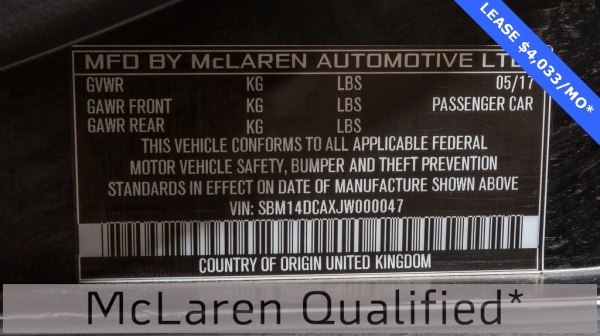 LEASE $4,033/MO*
MFD BY McLAREN AUTOMOTIVE LTD
GVWR KG LBS 05/17
GAWR FRONT KG LBS PASSENGER CAR
GAWR REAR KG LBS
THIS VEHICLE CONFORMS TO ALL APPLICABLE FEDERAL
MOTOR VEHICLE SAFETY, BUMPER AND THEFT PREVENTION
STANDARDS IN EFFECT ON DATE OF MANUFACTURE SHOWN ABOVE
VIN: SBM14DCAXJW000047
COUNTRY OF ORIGIN UNITED KINGDOM
McLaren Qualified*